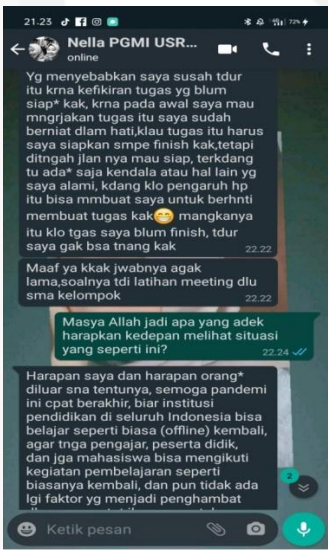 21.23
72%
Nella PGMI USR...
online
Yg menyebabkan saya susah tdur
itu krna kefikiran tugas yg blum
siap* kak, krna pada awal saya mau
mngrjakan tugas itu saya sudah
berniat dlam hati,klau tugas itu harus
saya siapkan smpe finish kak,tetapi
ditngah jlan nya mau siap, terkdang
tu ada* saja kendala atau hal lain yg
saya alami, kdang klo pengaruh hp
itu bisa mmbuat saya untuk berhnti
membuat tugas kak😁 mangkanya
itu klo tgas saya blum finish, tdur
saya gak bsa tnang kak
22.22
Maaf ya kkak jwabnya agak
lama,soalnya tdi latihan meeting dlu
sma kelompok
22.22
Masya Allah jadi apa yang adek
harapkan kedepan melihat situasi
yang seperti ini?
22.24
Harapan saya dan harapan orang*
diluar sna tentunya, semoga pandemi
ini cpat berakhir, biar institusi
pendidikan di seluruh Indonesia bisa
belajar seperti biasa (offline) kembali,
agar tnga pengajar, peserta didik,
dan jga mahasiswa bisa mengikuti
kegiatan pembelajaran seperti
biasanya kembali, dan pun tidak ada
lgi faktor yg menjadi penghambat
2
Ketik pesan